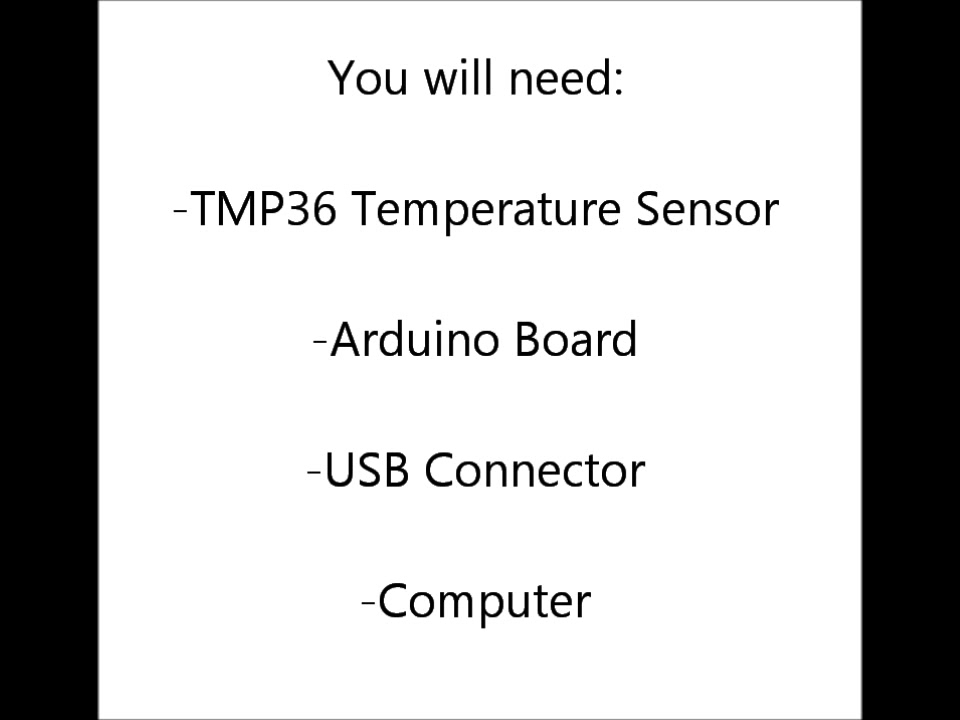 You will need:
-TMP36 Temperature Sensor
-Arduino Board
-USB Connector
-Computer